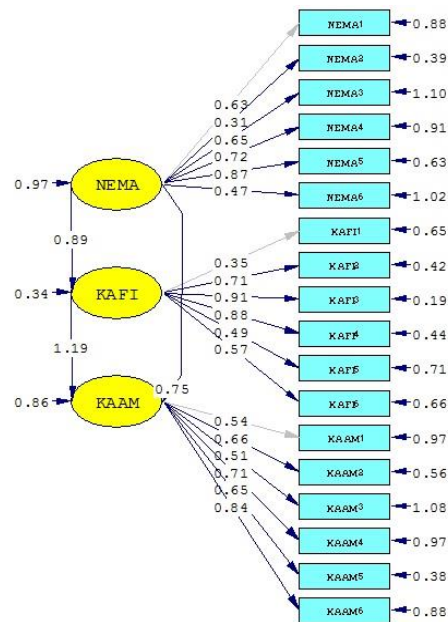 NEMA1
0.88
NEMA2
0.39
NEMA3
1.10
0.63
0.31
NEMA4
0.91
0.65
0.72
NEMA5
0.63
0.87
0.97
NEMA
0.47
NEMA6
1.02
KAFI1
0.65
0.89
0.35
KAFI2
0.42
0.71
0.34
KAFI
0.91
KAFI3
0.19
0.88
KAFI4
0.44
0.49
1.19
0.57
KAFI5
0.71
0.75
KAFI6
0.66
0.86
KAAM
0.54
KAAM1
0.97
0.66
0.51
KAAM2
0.56
0.71
0.65
KAAM3
1.08
0.84
KAAM4
0.97
KAAM5
0.38
KAAM6
0.88